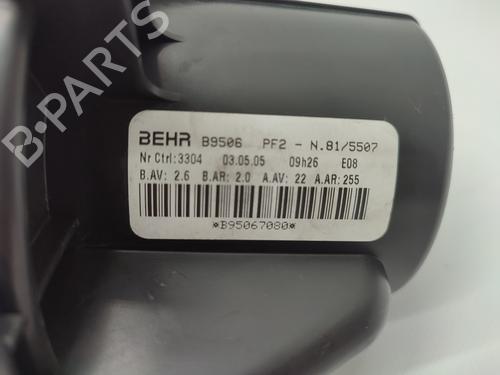 BEHR B9506 PF2 - N.81/5507
Nr Ctrl:3304 03.05.05 09h26 E08
B.AV: 2.6 B.AR: 2.0 A.AV: 22 A.AR: 255
*B95067080*
B-PARTS